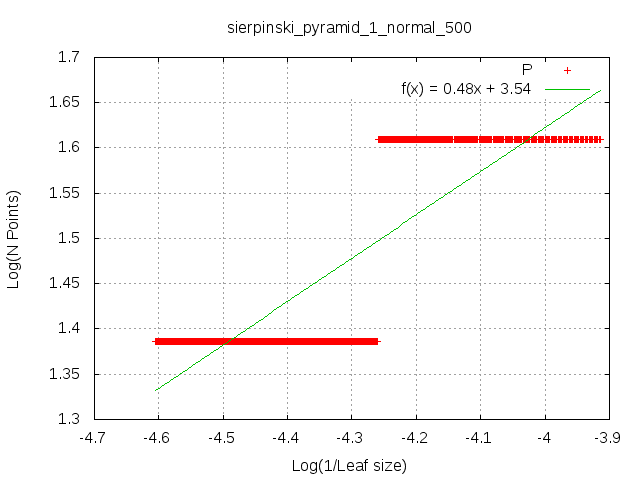 sierpinski_pyramid_1_normal_500
1.7
1.65
1.6
1.55
1.5
1.45
1.4
1.35
1.3
Log(N Points)
P
f(x) = 0.48x + 3.54
-4.7 -4.6 -4.5 -4.4 -4.3 -4.2 -4.1 -4 -3.9
Log(1/Leaf size)